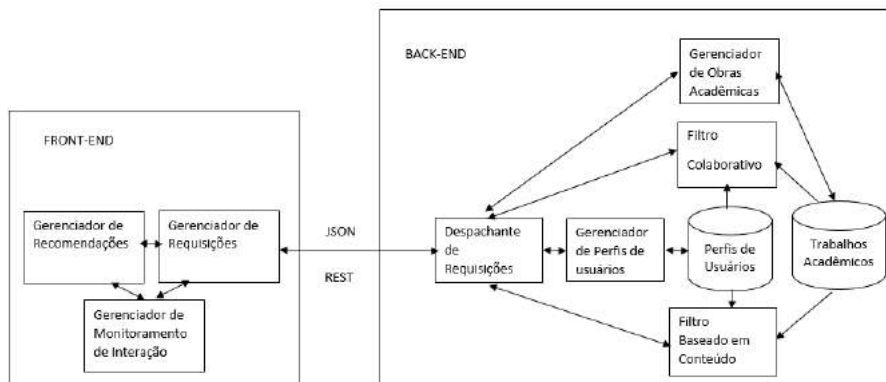 BACK-END
Gerenciador
de Obras
Acadêmicas
FRONT-END
Filtro
Colaborativo
Gerenciador de
Recomendações
Gerenciador de
Requisições
JSON
REST
Despachante
de
Requisições
Gerenciador
de Perfis de
usuários
Perfis de
Usuários
Trabalhos
Acadêmicos
Gerenciador de
Monitoramento
de Interação
Filtro
Baseado em
Conteúdo